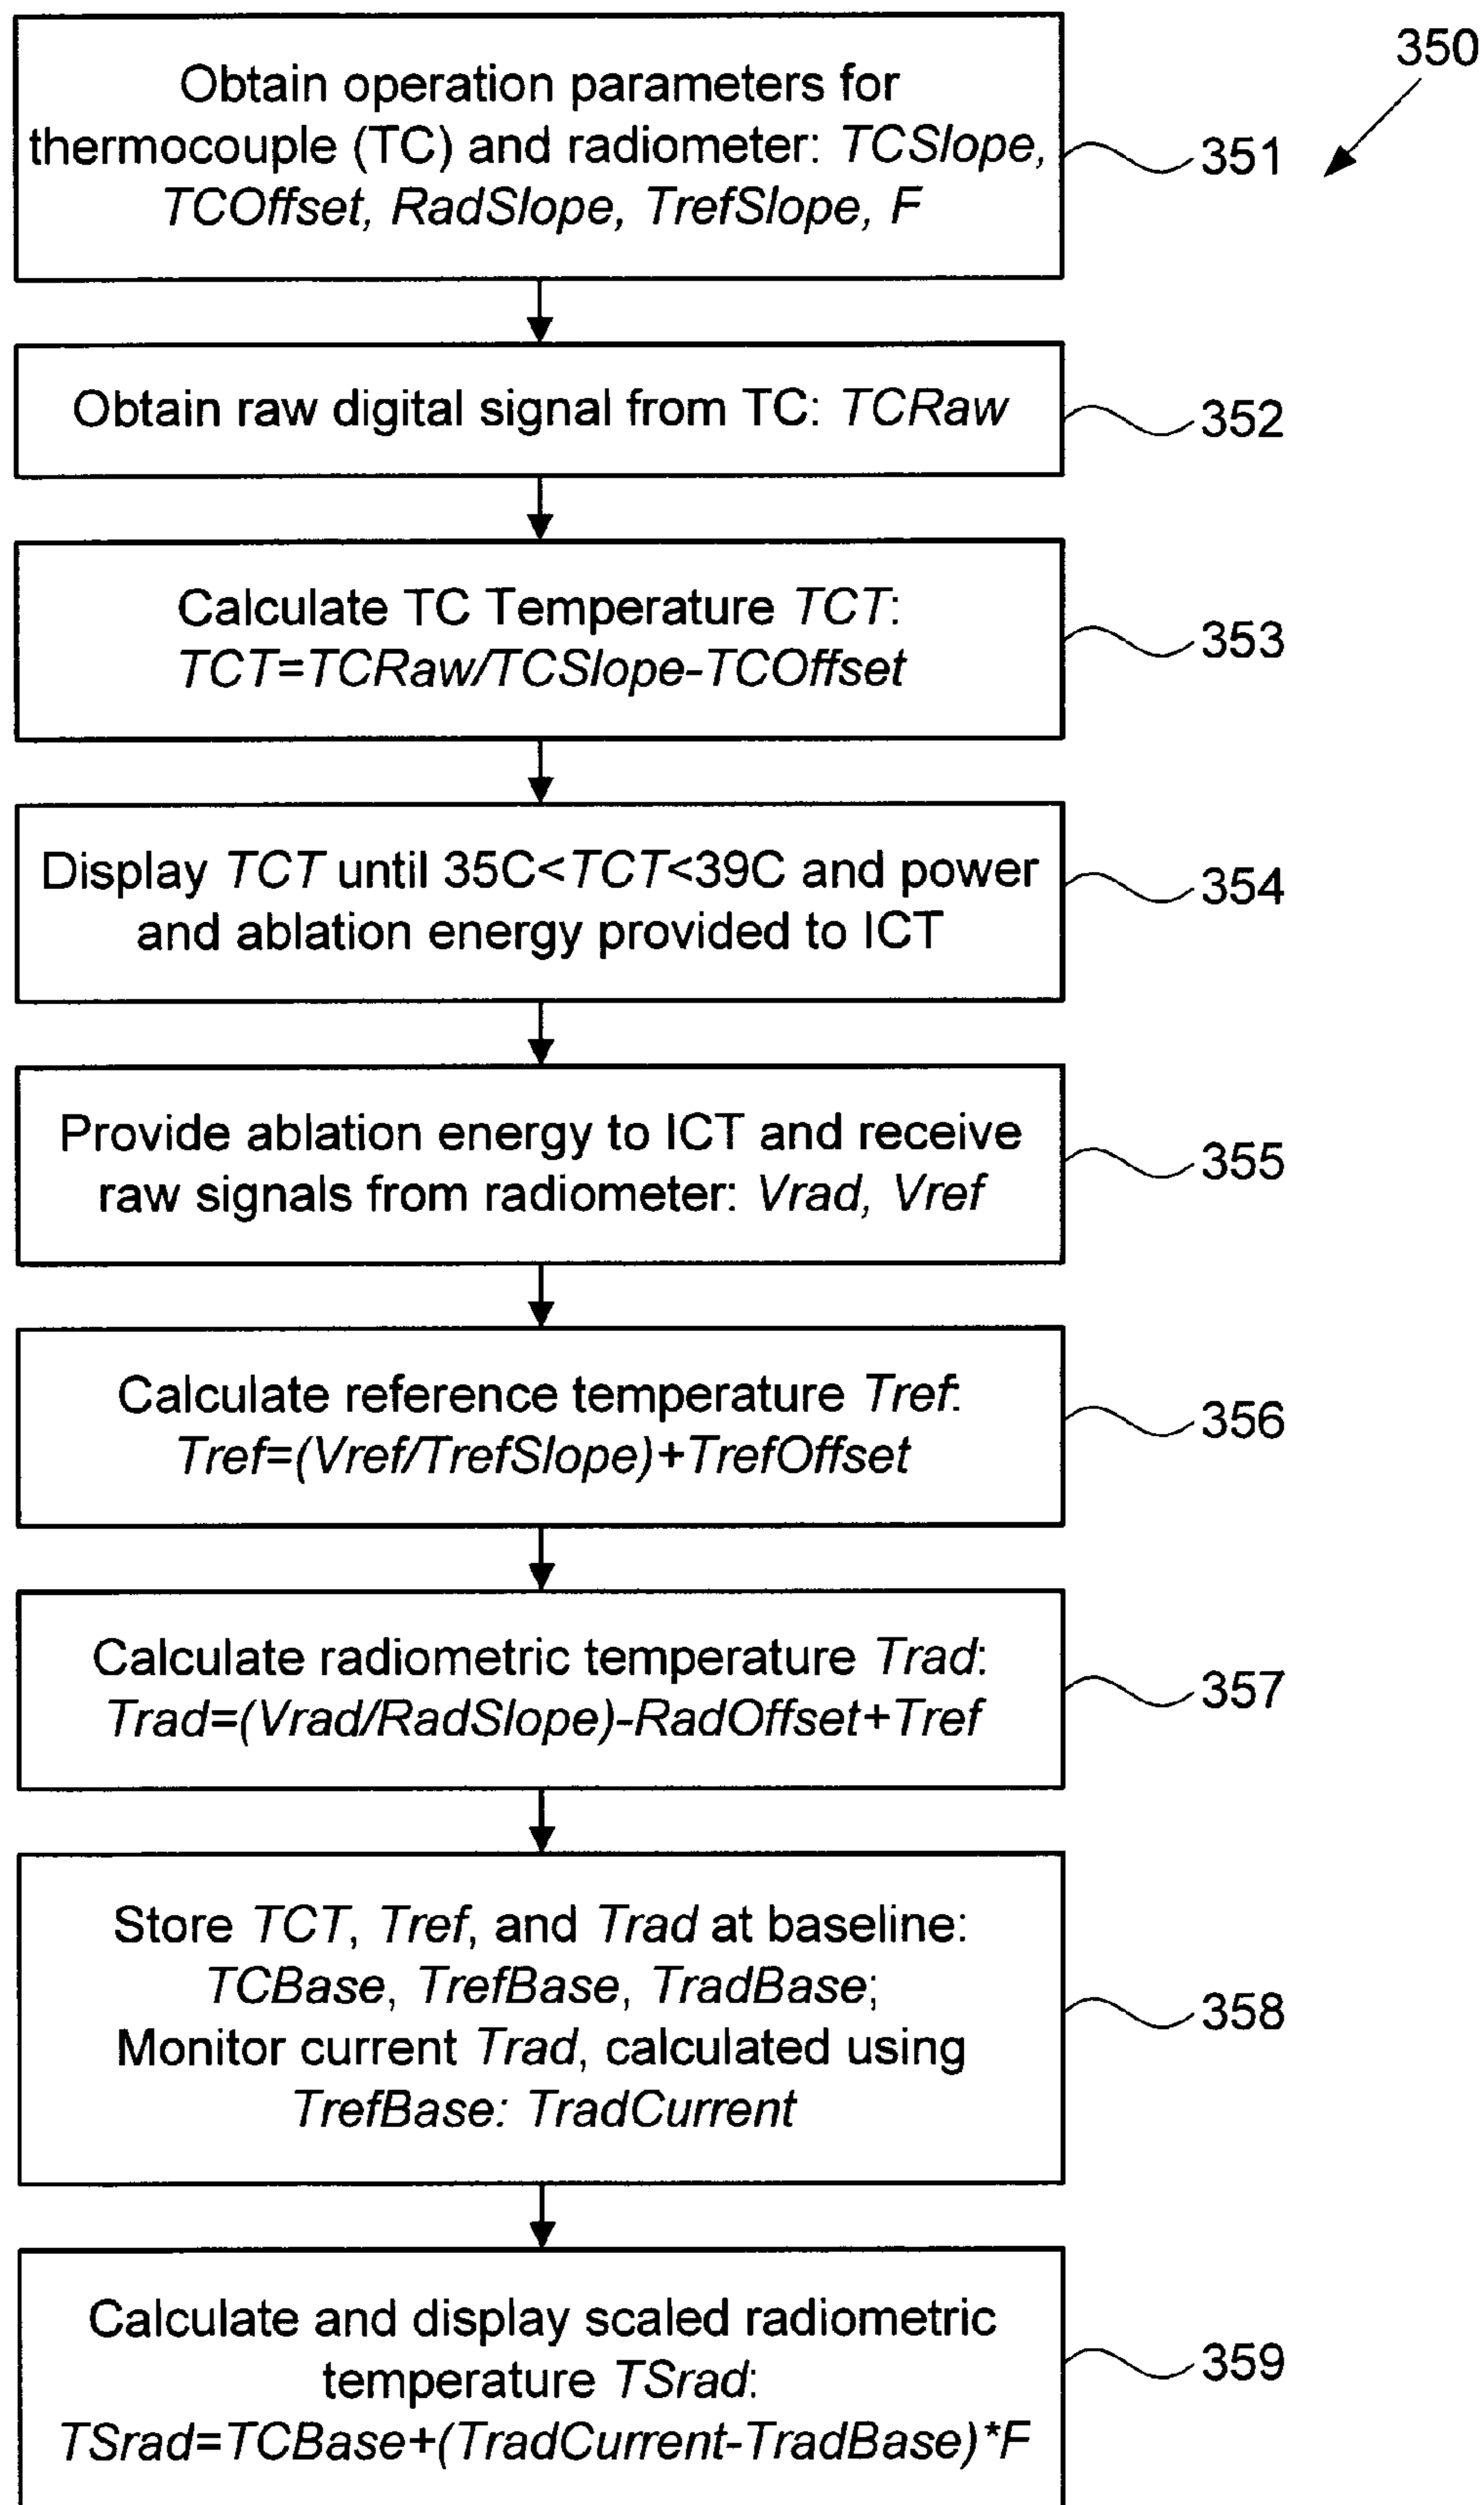 350
Obtain operation parameters for
thermocouple (TC) and radiometer: TCSlope,
TCOffset, RadSlope, TrefSlope, F
351
Obtain raw digital signal from TC: TCRaw
352
Calculate TC Temperature TCT:
TCT=TCRaw/TCSlope-TCOffset
353
Display TCT until 35C<TCT<39C and power
and ablation energy provided to ICT
354
Provide ablation energy to ICT and receive
raw signals from radiometer: Vrad, Vref
355
Calculate reference temperature Tref:
Tref=(Vref/TrefSlope)+TrefOffset
356
Calculate radiometric temperature Trad:
Trad=(Vrad/RadSlope)-RadOffset+Tref
357
Store TCT, Tref, and Trad at baseline:
TCBase, TrefBase, TradBase;
Monitor current Trad, calculated using
TrefBase: TradCurrent
358
Calculate and display scaled radiometric
temperature TSrad:
TSrad=TCBase+(TradCurrent-TradBase)*F
359